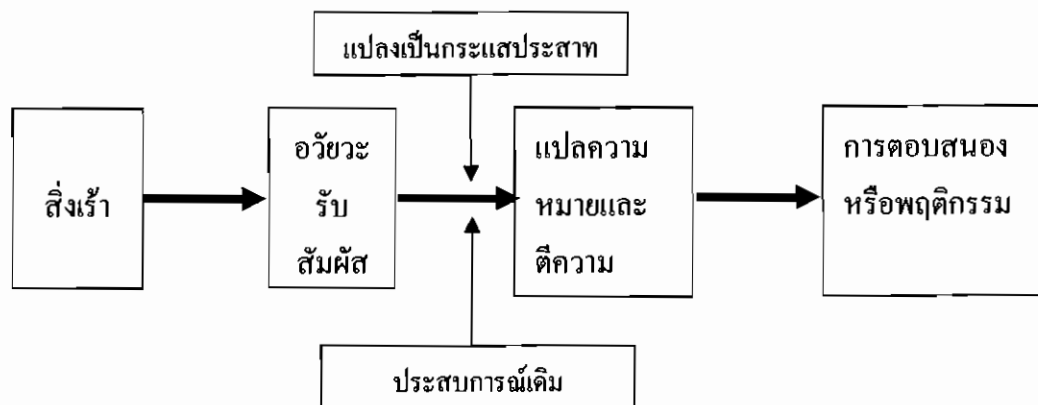 แปลงเป็นกระแสประสาท
สิ่งเร้า
อวัยวะ
รับ
สัมผัส
แปลความ
หมายและ
ตีความ
การตอบสนอง
หรือพฤติกรรม
ประสบการณ์เดิม